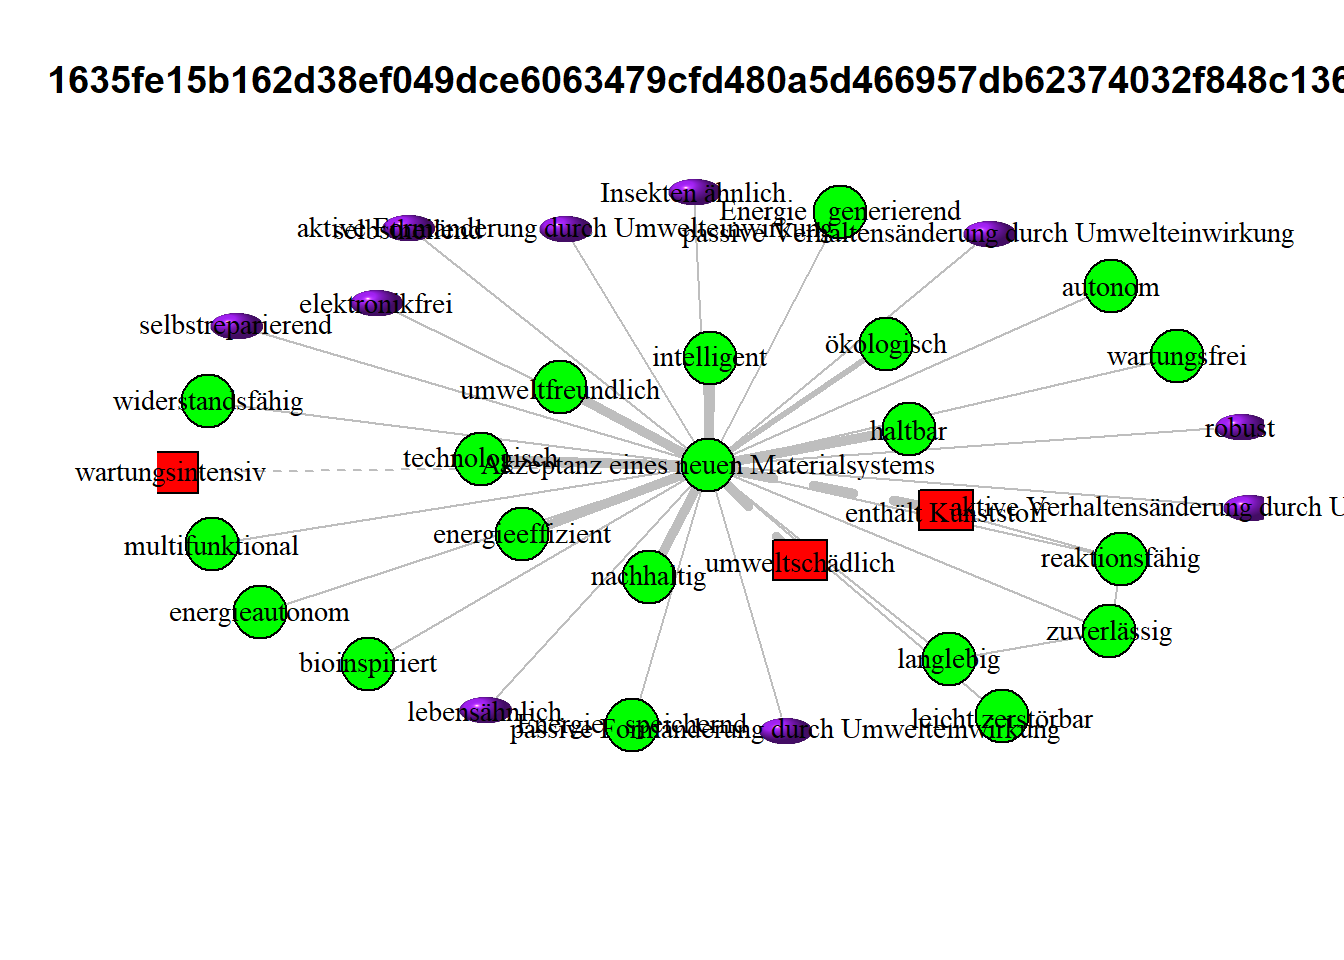 1635fe15b162d38ef049dce6063479cfd480a5d466957db62374032f848c136
Insekten ähnlich
Energie generierend
aktive Formänderung durch Umwelteinwirkung
selbstheilend
passive Verhaltensänderung durch Umwelteinwirkung
autonom
elektronikfrei
selbstreparierend
ökologisch
intelligent
wartungsfrei
umweltfreundlich
widerstandsfähig
haltbar
robust
technologisch
Akzeptanz eines neuen Materialsystems
wartungsintensiv
enthält Kunststoff
aktive Verhaltensänderung durch U
energieeffizient
multifunktional
reaktionsfähig
umweltschädlich
nachhaltig
energieautonom
zuverlässig
langlebig
bioinspiriert
lebensähnlich
leicht zerstörbar
Energie speichernd
passive Formänderung durch Umwelteinwirkung